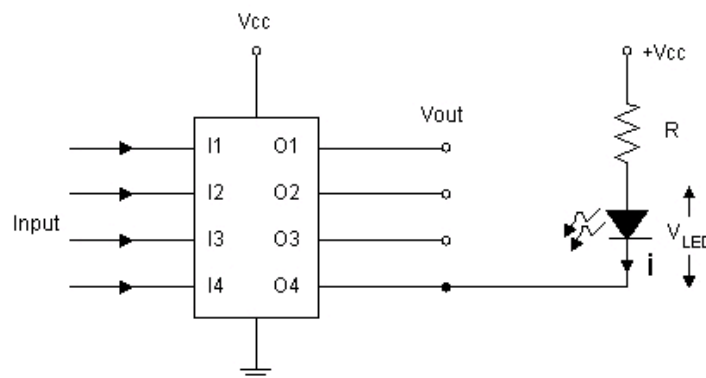 Vcc
+Vcc
Vout
R
I1 O1
I2 O2
Input
I3 O3
VLED
i
I4 O4